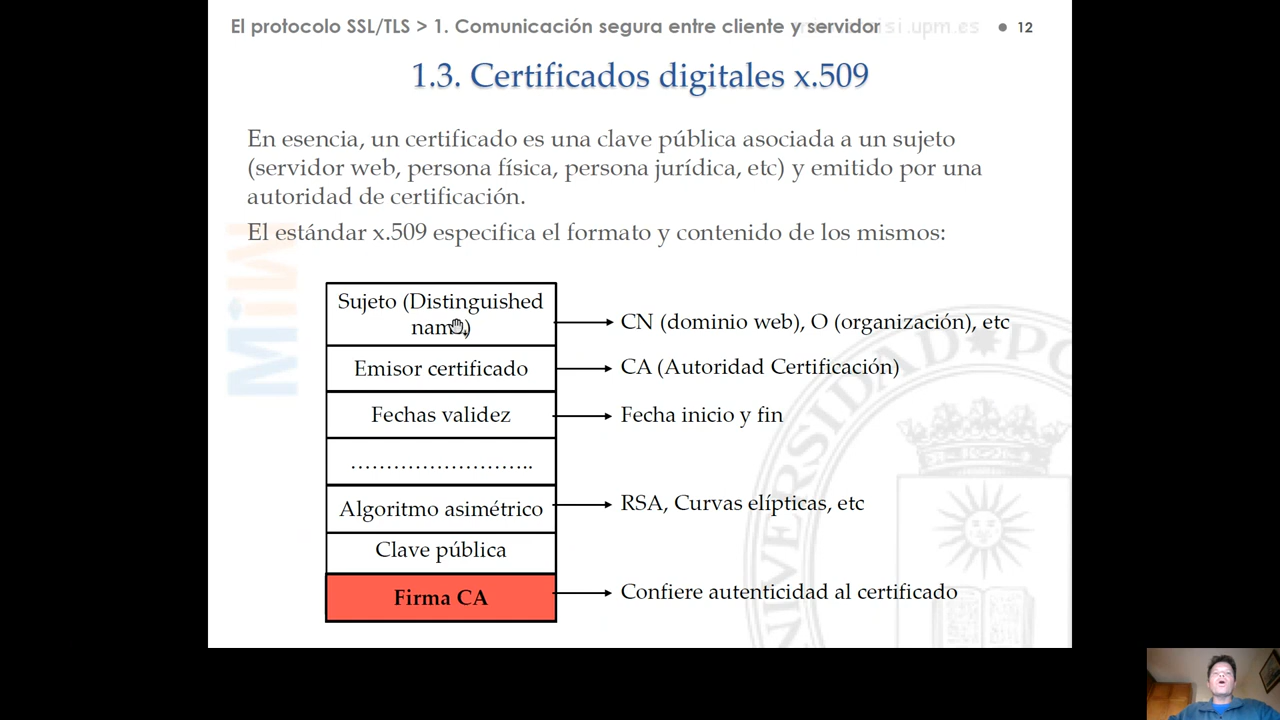 El protocolo SSL/TLS > 1. Comunicación segura entre cliente y servidor
12
1.3. Certificados digitales x.509
En esencia, un certificado es una clave pública asociada a un sujeto
(servidor web, persona física, persona jurídica, etc) y emitido por una
autoridad de certificación.
El estándar x.509 especifica el formato y contenido de los mismos:
MiW
Sujeto (Distinguished
name)
CN (dominio web), O (organización), etc
Emisor certificado
CA (Autoridad Certificación)
Fechas validez
Fecha inicio y fin
……………………..
Algoritmo asimétrico
RSA, Curvas elípticas, etc
Clave pública
Firma CA
Confiere autenticidad al certificado